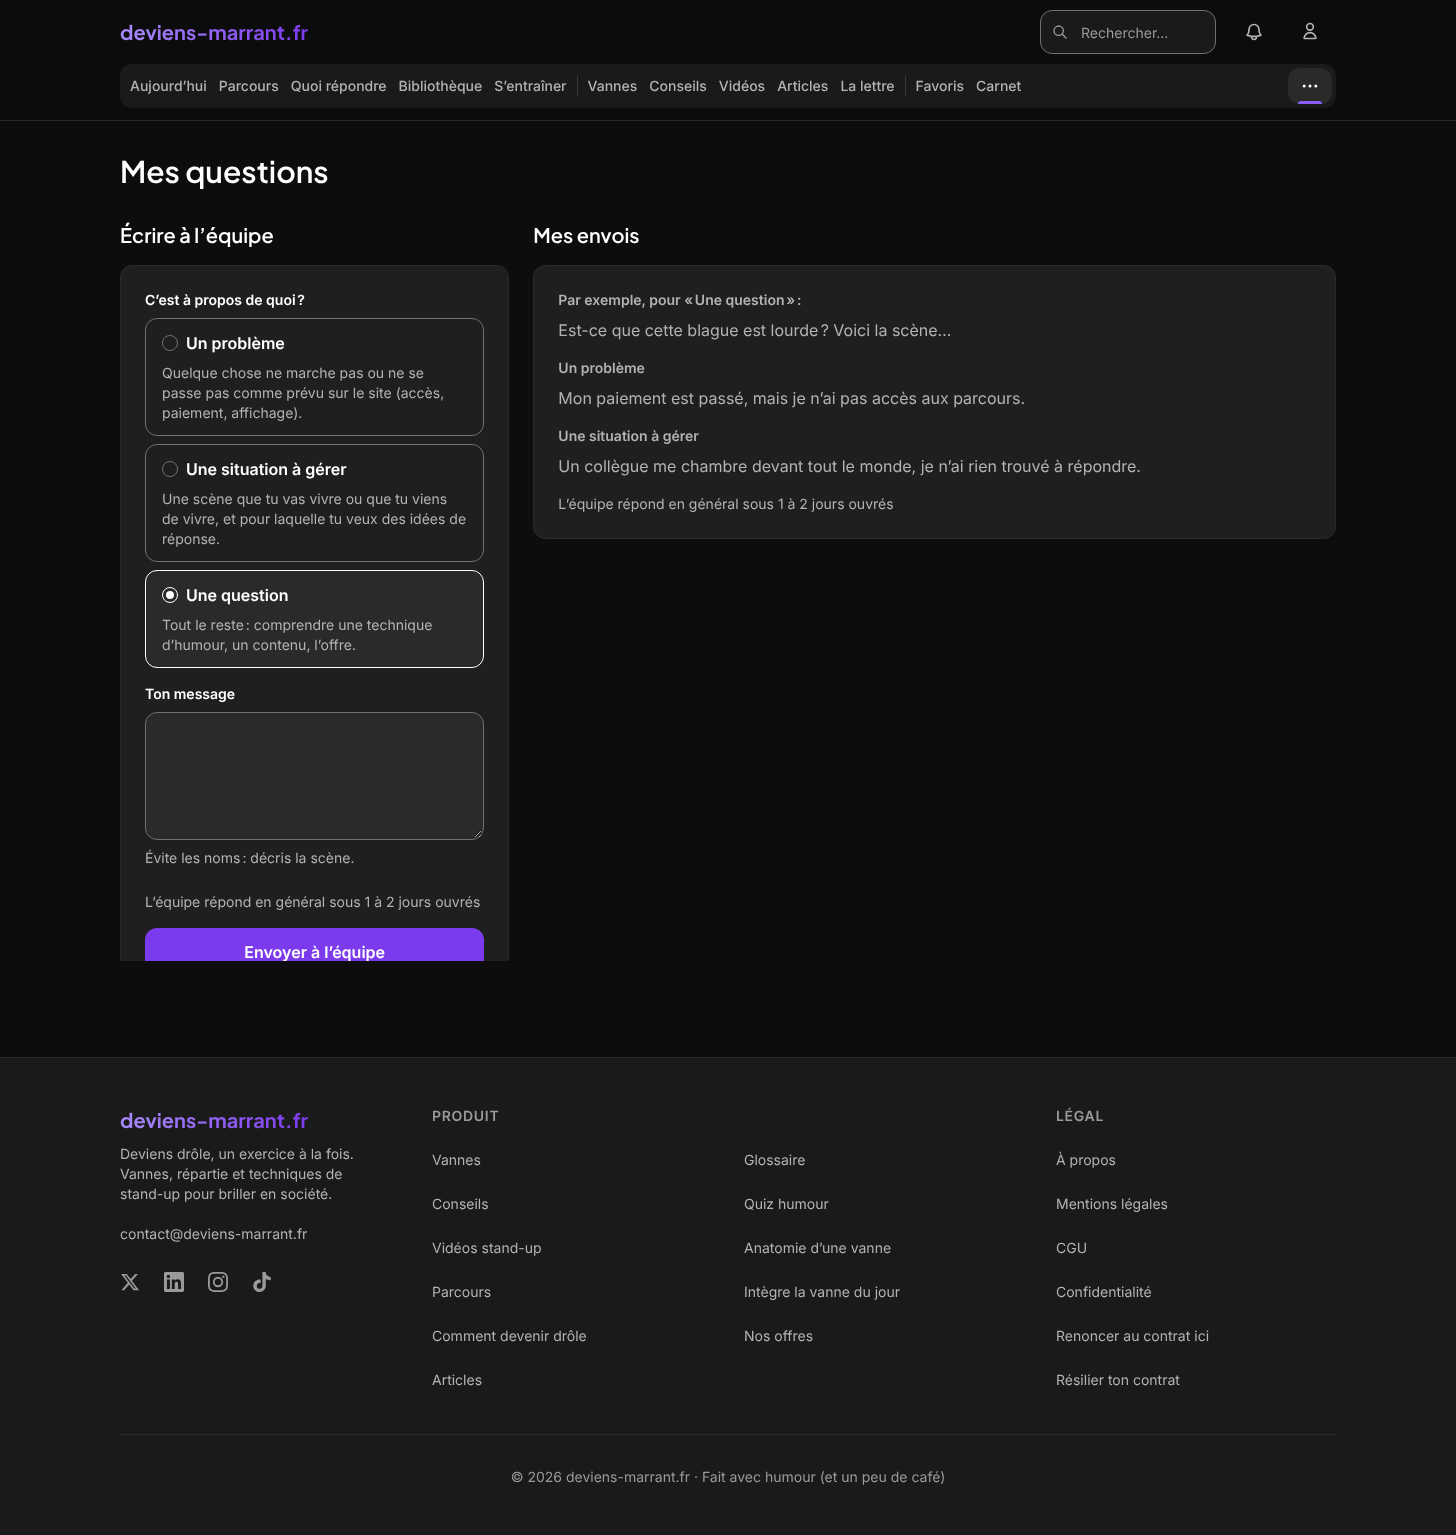 deviens-marrant.fr
Rechercher...
Aujourd’hui Parcours Quoi répondre Bibliothèque S’entraîner Vannes Conseils Vidéos Articles La lettre Favoris Carnet
Mes questions
Écrire à l’équipe
C’est à propos de quoi ?
Un problème
Quelque chose ne marche pas ou ne se
passe pas comme prévu sur le site (accès,
paiement, affichage).
Une situation à gérer
Une scène que tu vas vivre ou que tu viens
de vivre, et pour laquelle tu veux des idées de
réponse.
Une question
Tout le reste : comprendre une technique
d’humour, un contenu, l’offre.
Ton message
Évite les noms : décris la scène.
L’équipe répond en général sous 1 à 2 jours ouvrés
Envoyer à l’équipe
Mes envois
Par exemple, pour « Une question » :
Est-ce que cette blague est lourde ? Voici la scène…
Un problème
Mon paiement est passé, mais je n’ai pas accès aux parcours.
Une situation à gérer
Un collègue me chambre devant tout le monde, je n’ai rien trouvé à répondre.
L’équipe répond en général sous 1 à 2 jours ouvrés
deviens-marrant.fr
Deviens drôle, un exercice à la fois.
Vannes, répartie et techniques de
stand-up pour briller en société.
contact@deviens-marrant.fr
PRODUIT
Vannes
Conseils
Vidéos stand-up
Parcours
Comment devenir drôle
Articles
Glossaire
Quiz humour
Anatomie d’une vanne
Intègre la vanne du jour
Nos offres
LÉGAL
À propos
Mentions légales
CGU
Confidentialité
Renoncer au contrat ici
Résilier ton contrat
© 2026 deviens-marrant.fr · Fait avec humour (et un peu de café)